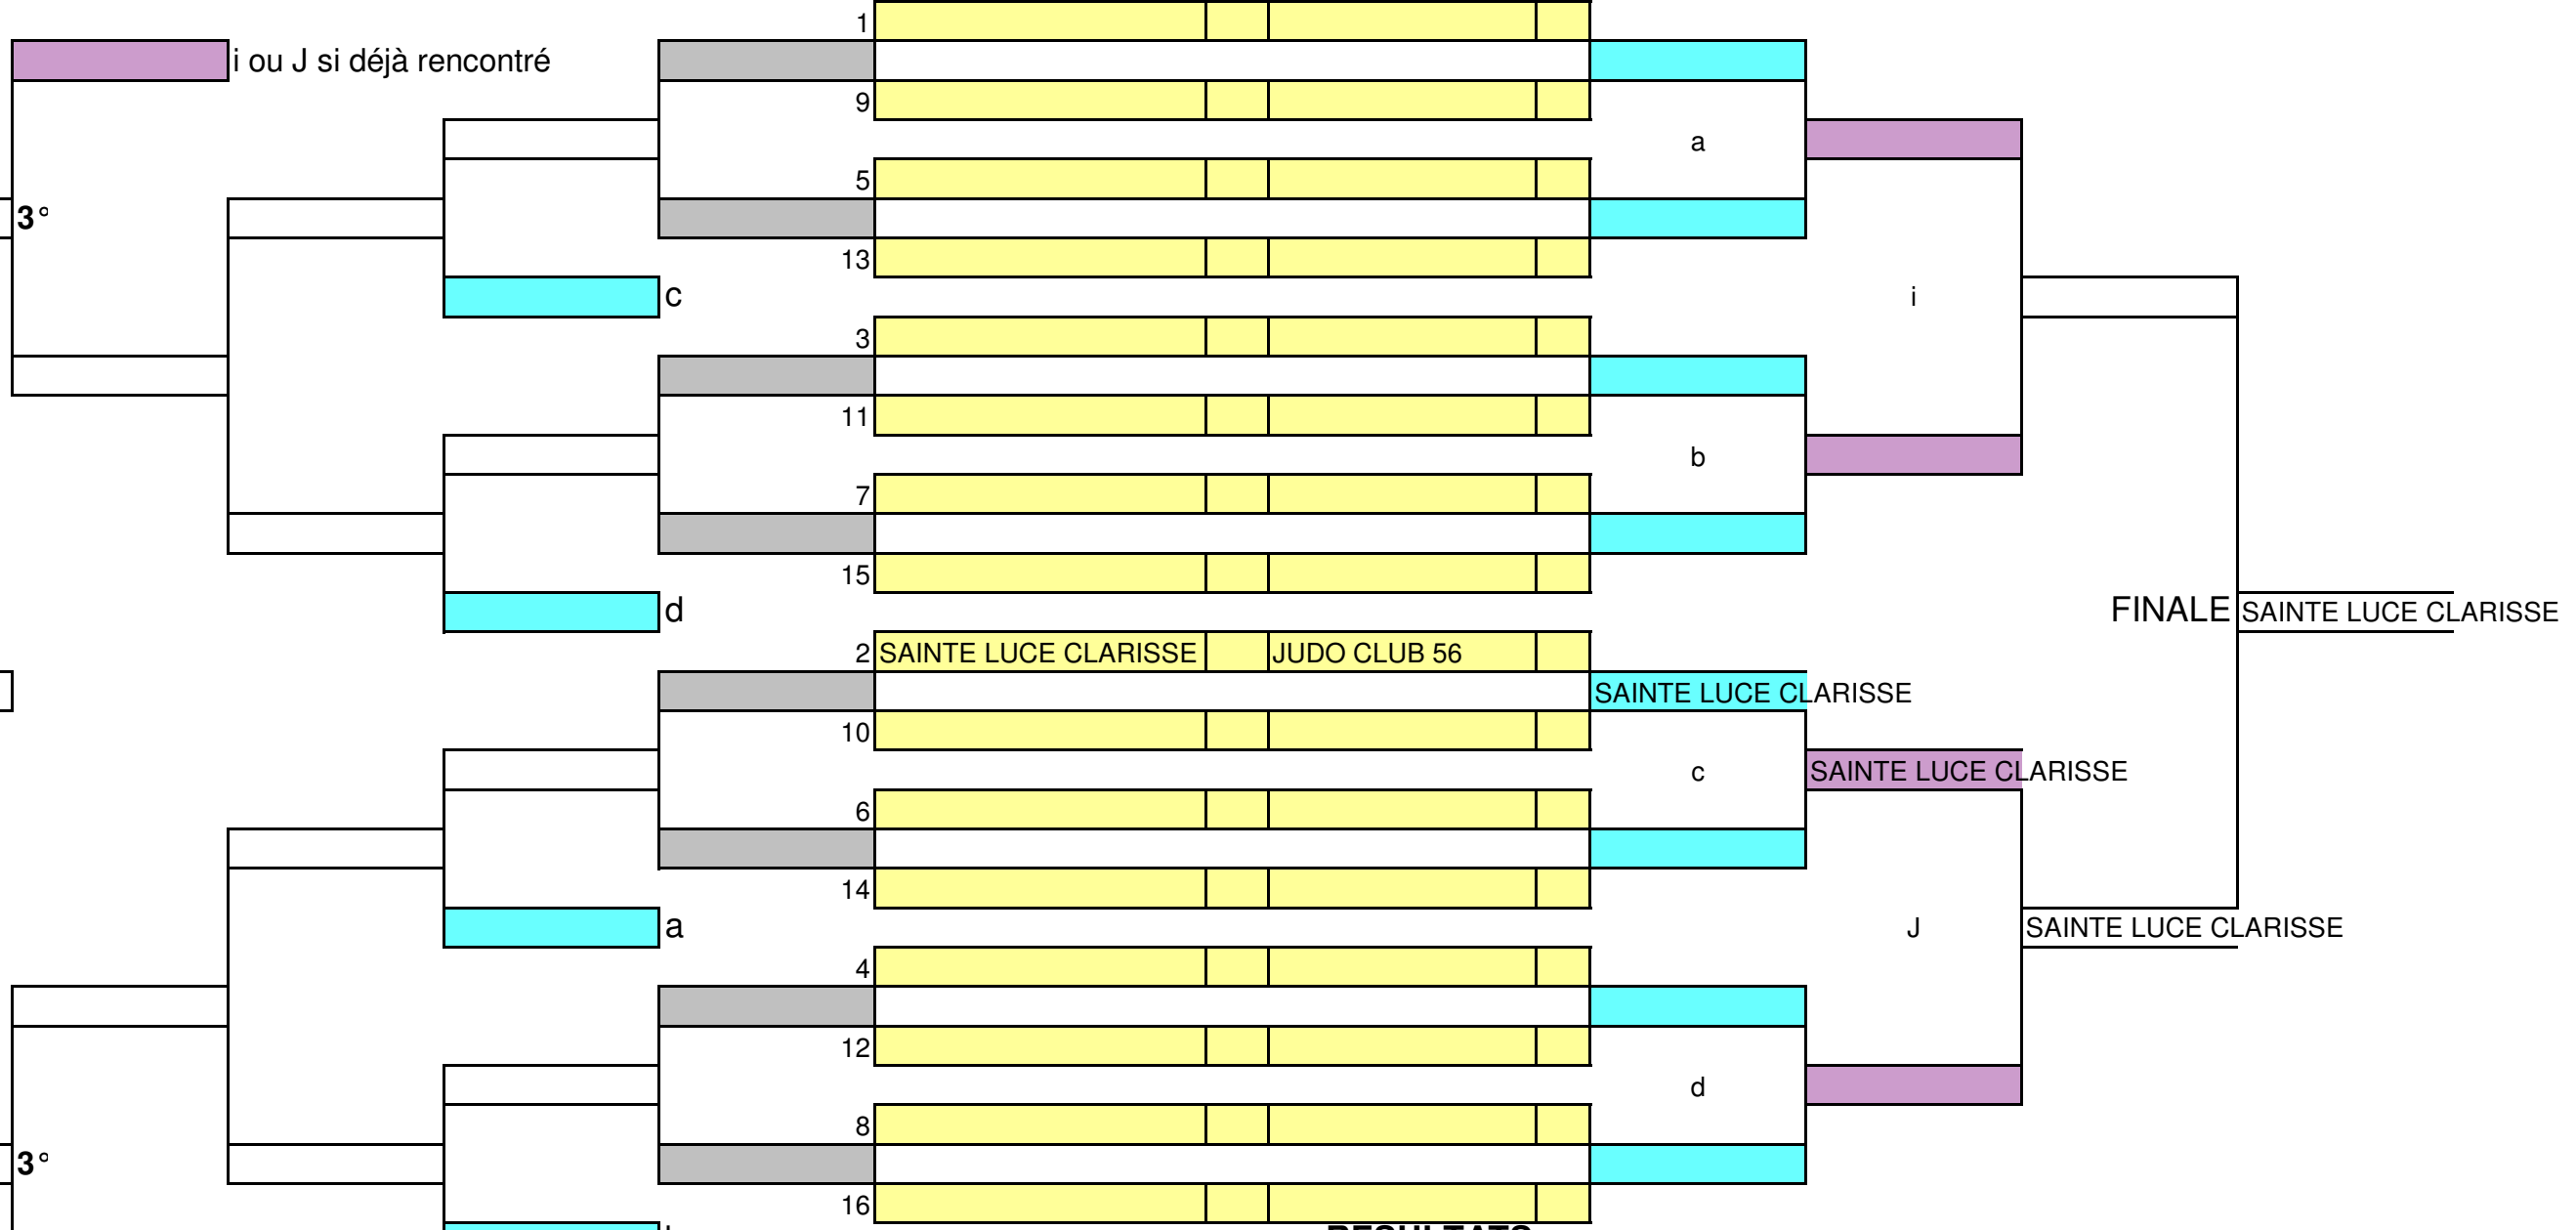 1
i ou J si déjà rencontré
9
a
5
3°
13
c
i
3
11
b
7
15
d
FINALE SAINTE LUCE CLARISSE
2 SAINTE LUCE CLARISSE JUDO CLUB 56
SAINTE LUCE CLARISSE
10
c SAINTE LUCE CLARISSE
6
14
a
J SAINTE LUCE CLARISSE
4
12
d
8
3°
16
RESULTATS